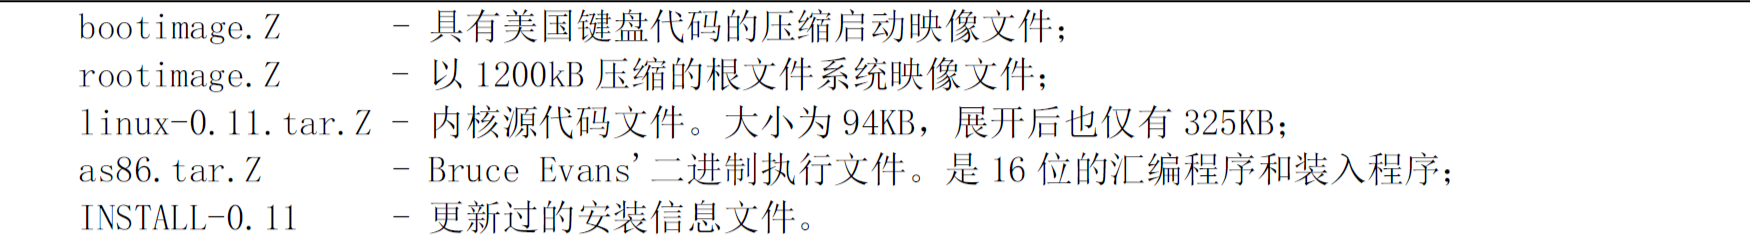 bootimage.Z - 具有美国键盘代码的压缩启动映像文件；
rootimage.Z - 以 1200kB 压缩的根文件系统映像文件；
linux-0.11.tar.Z - 内核源代码文件。大小为 94KB，展开后也仅有 325KB；
as86.tar.Z - Bruce Evans'二进制执行文件。是 16 位的汇编程序和装入程序；
INSTALL-0.11 - 更新过的安装信息文件。